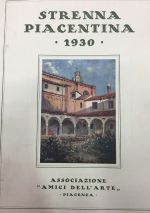 STRENNA
PIACENTINA
· 1930 ·
ASSOCIAZIONE
"AMICI DELL'ARTE„
· PIACENZA ·